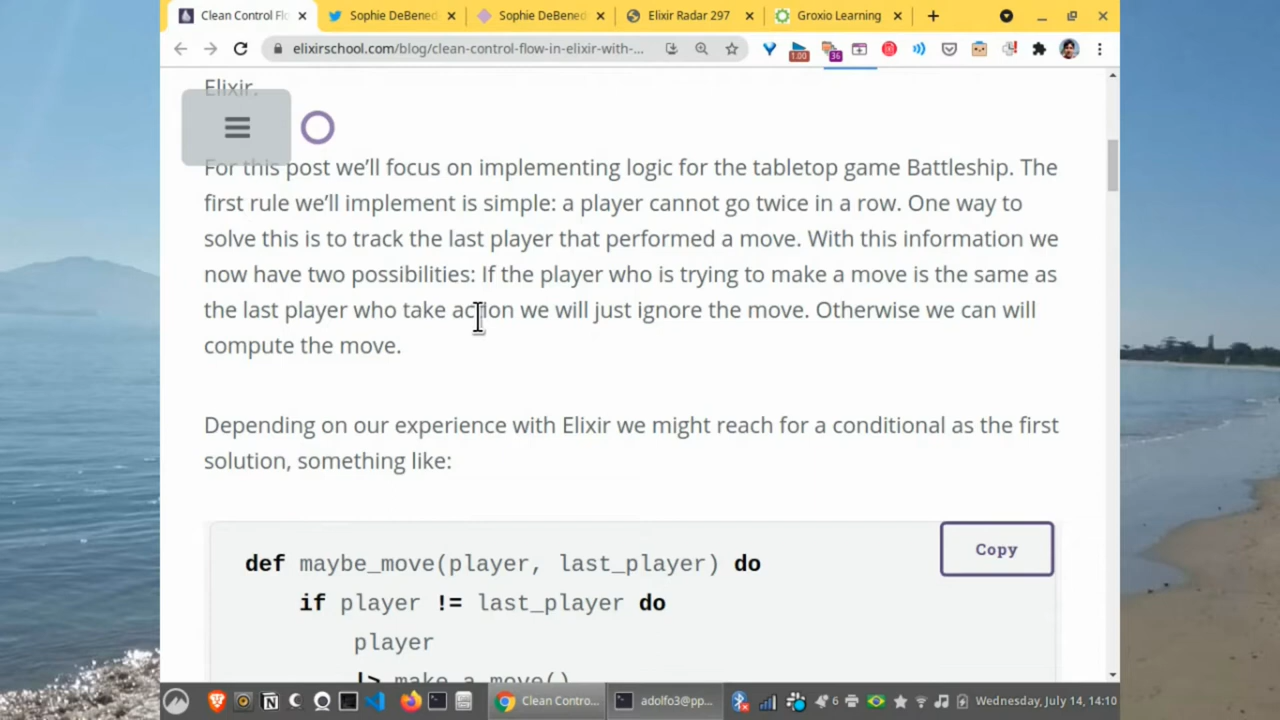 Clean Control Flo
Sophie DeBened
Sophie DeBened
Elixir Radar 297
Groxio Learning
elixirschool.com/blog/clean-control-flow-in-elixir-with-...
1.00
36
Elixir.
For this post we’ll focus on implementing logic for the tabletop game Battleship. The
first rule we’ll implement is simple: a player cannot go twice in a row. One way to
solve this is to track the last player that performed a move. With this information we
now have two possibilities: If the player who is trying to make a move is the same as
the last player who take action we will just ignore the move. Otherwise we can will
compute the move.
Depending on our experience with Elixir we might reach for a conditional as the first
solution, something like:
Copy
def maybe_move(player, last_player) do
if player != last_player do
player
|> make_a_move()
Clean Contro...
adolfo3@pp...
6
Wednesday, July 14, 14:10